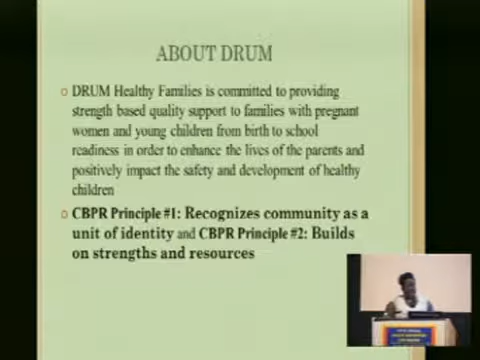 ABOUT DRUM
DRUM Healthy Families is committed to providing
strength based quality support to families with pregnant
women and young children from birth to school
readiness in order to enhance the lives of the parents and
positively impact the safety and development of healthy
children
CBPR Principle #1: Recognizes community as a
unit of identity and CBPR Principle #2: Builds
on strengths and resources